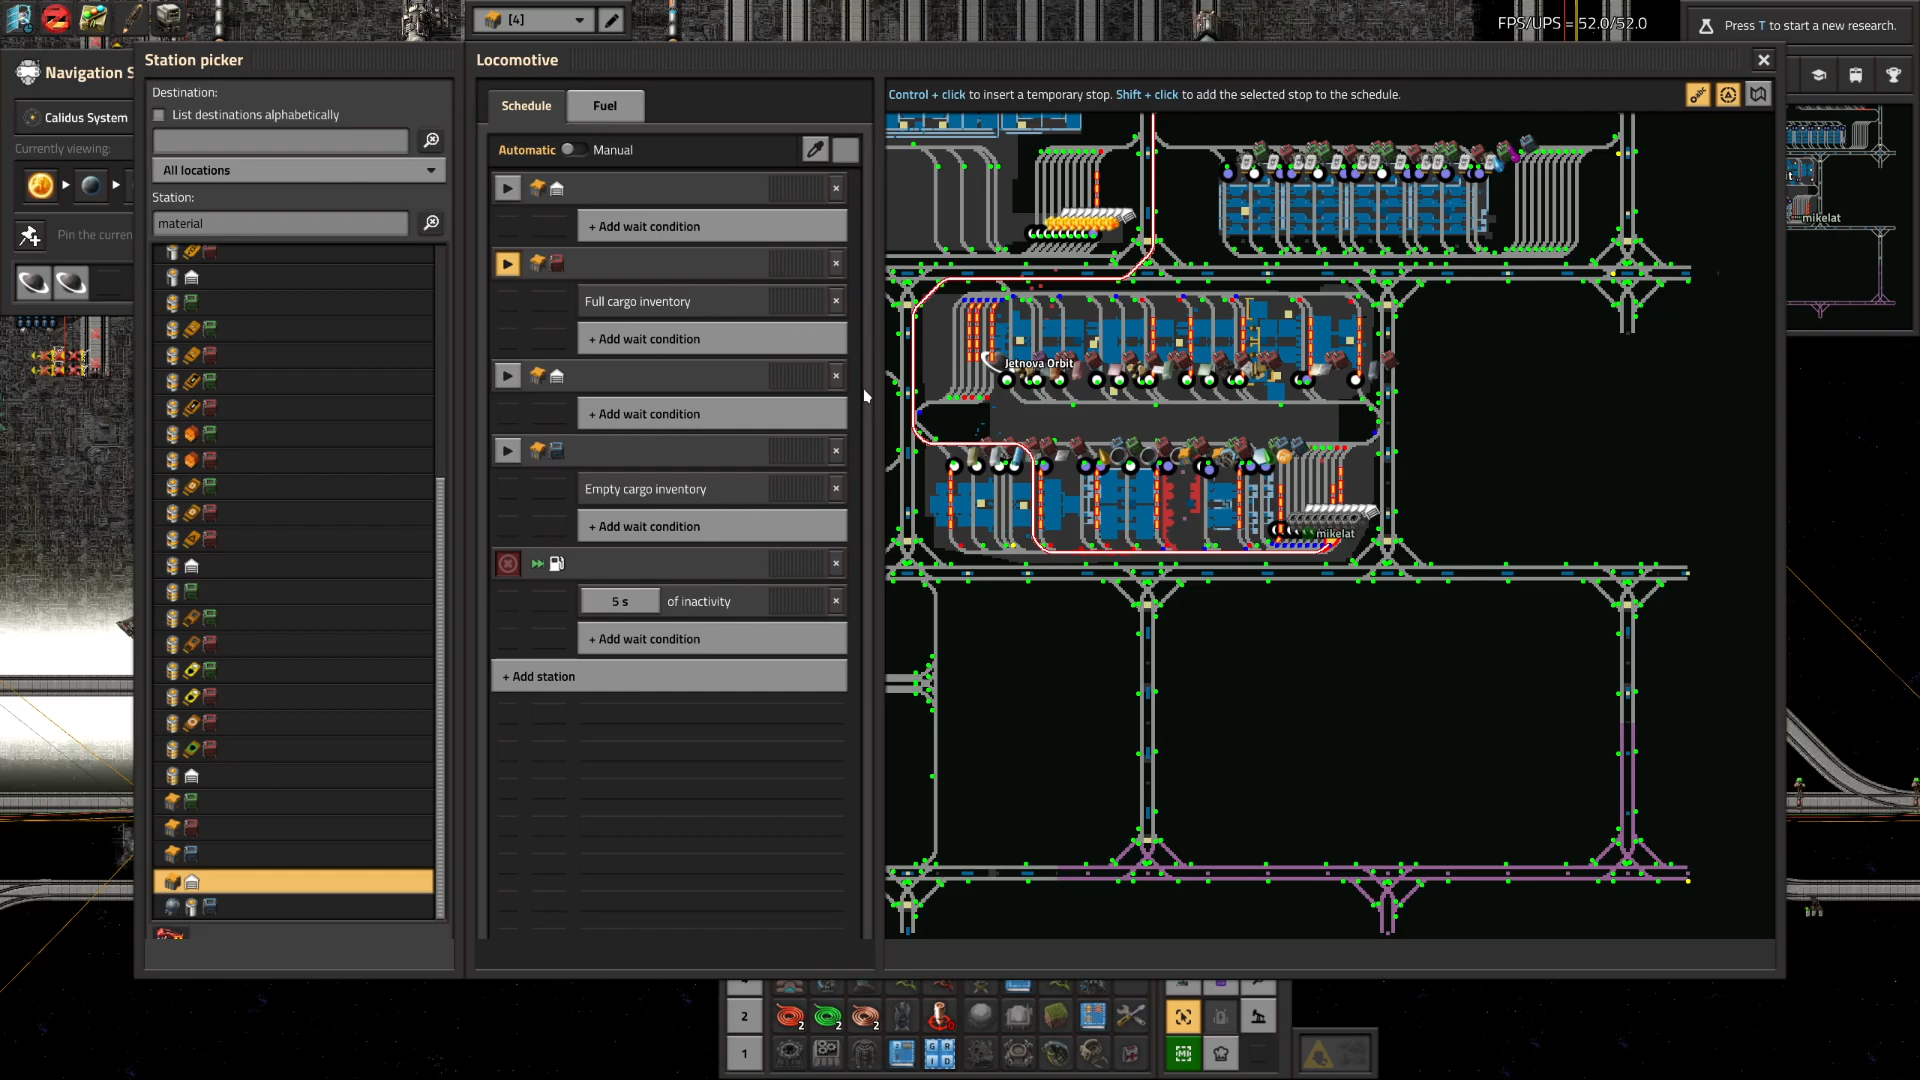 [4]
FPS/UPS = 52.0/52.0
Press T to start a new research.
Navigation S
Calidus System
Currently viewing:
Pin the curren
Station picker
Destination:
List destinations alphabetically
All locations
Station:
material
Locomotive
Schedule
Fuel
Automatic
Manual
+ Add wait condition
Full cargo inventory
+ Add wait condition
+ Add wait condition
Empty cargo inventory
+ Add wait condition
5 s
of inactivity
+ Add wait condition
+ Add station
Control + click to insert a temporary stop. Shift + click to add the selected stop to the schedule.
Jetnova Orbit
mikelat
mikelat
2
2
2
2
1
G R
I D